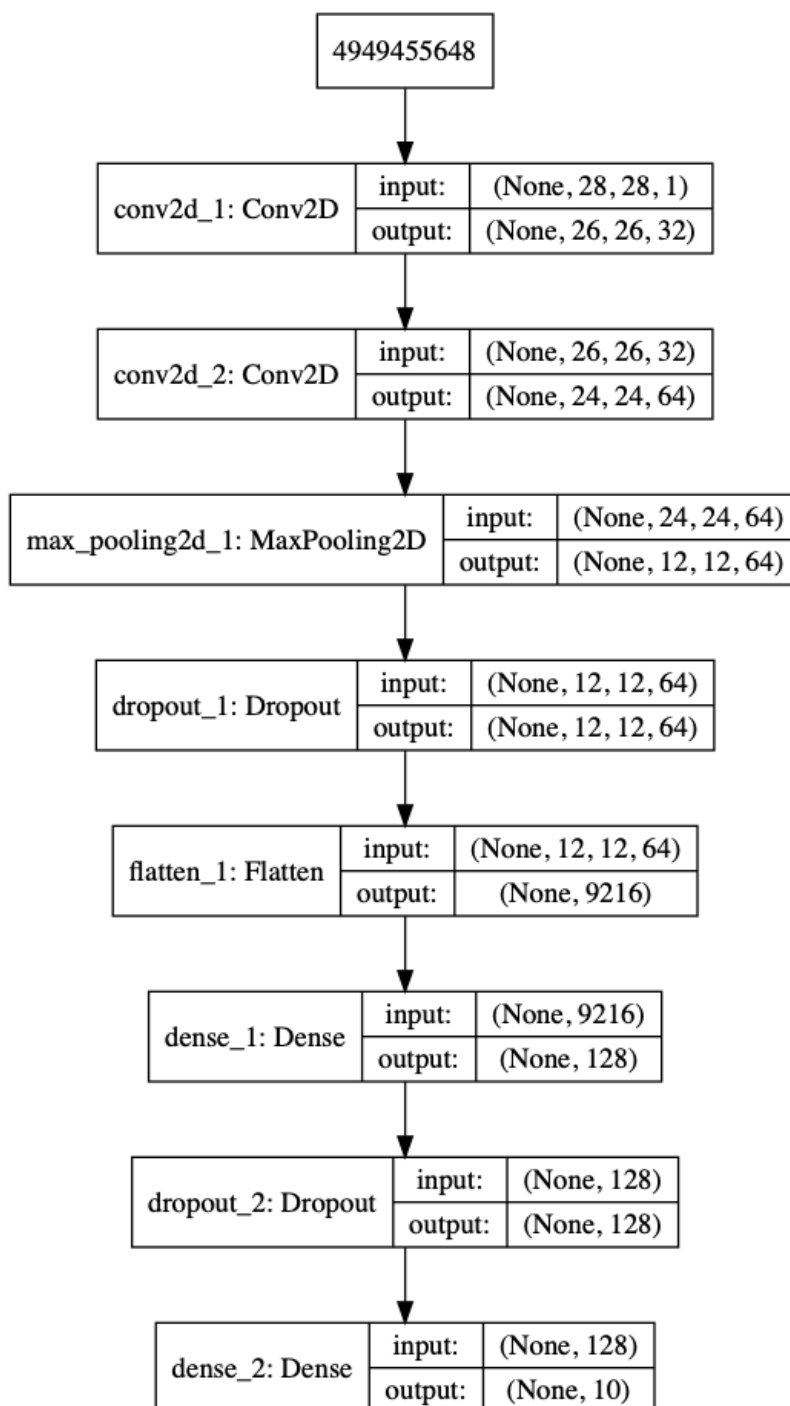 4949455648
conv2d_1: Conv2D
input: (None, 28, 28, 1)
output: (None, 26, 26, 32)
conv2d_2: Conv2D
input: (None, 26, 26, 32)
output: (None, 24, 24, 64)
max_pooling2d_1: MaxPooling2D
input: (None, 24, 24, 64)
output: (None, 12, 12, 64)
dropout_1: Dropout
input: (None, 12, 12, 64)
output: (None, 12, 12, 64)
flatten_1: Flatten
input: (None, 12, 12, 64)
output: (None, 9216)
dense_1: Dense
input: (None, 9216)
output: (None, 128)
dropout_2: Dropout
input: (None, 128)
output: (None, 128)
dense_2: Dense
input: (None, 128)
output: (None, 10)